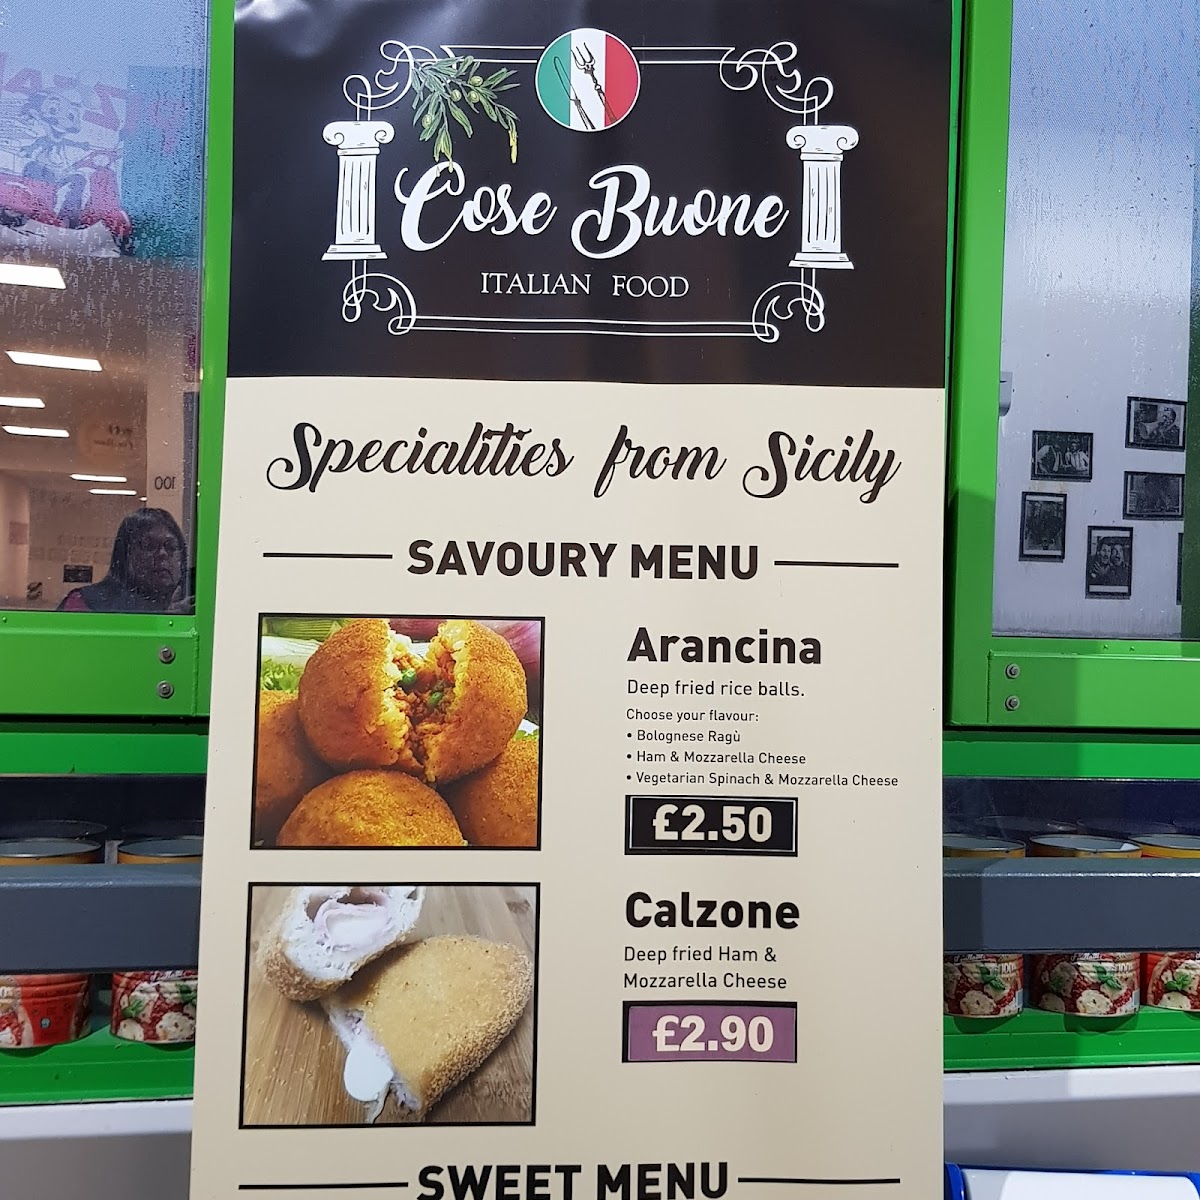 Cose Buone
ITALIAN FOOD
Specialities from Sicily
SAVOURY MENU
Arancina
Deep fried rice balls.
Choose your flavour:
• Bolognese Ragù
• Ham & Mozzarella Cheese
• Vegetarian Spinach & Mozzarella Cheese
£2.50
Calzone
Deep fried Ham &
Mozzarella Cheese
£2.90
SWEET MENU